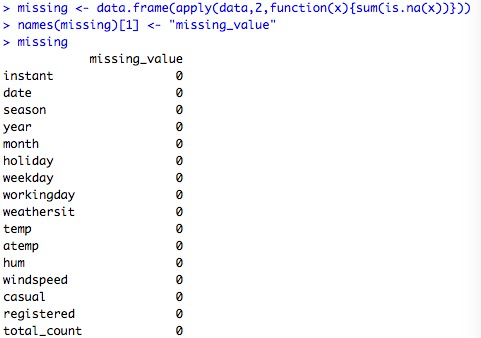 > missing <- data.frame(apply(data,2,function(x){sum(is.na(x))}))
> names(missing)[1] <- "missing_value"
> missing
missing_value
instant 0
date 0
season 0
year 0
month 0
holiday 0
weekday 0
workingday 0
weathersit 0
temp 0
atemp 0
hum 0
windspeed 0
casual 0
registered 0
total_count 0